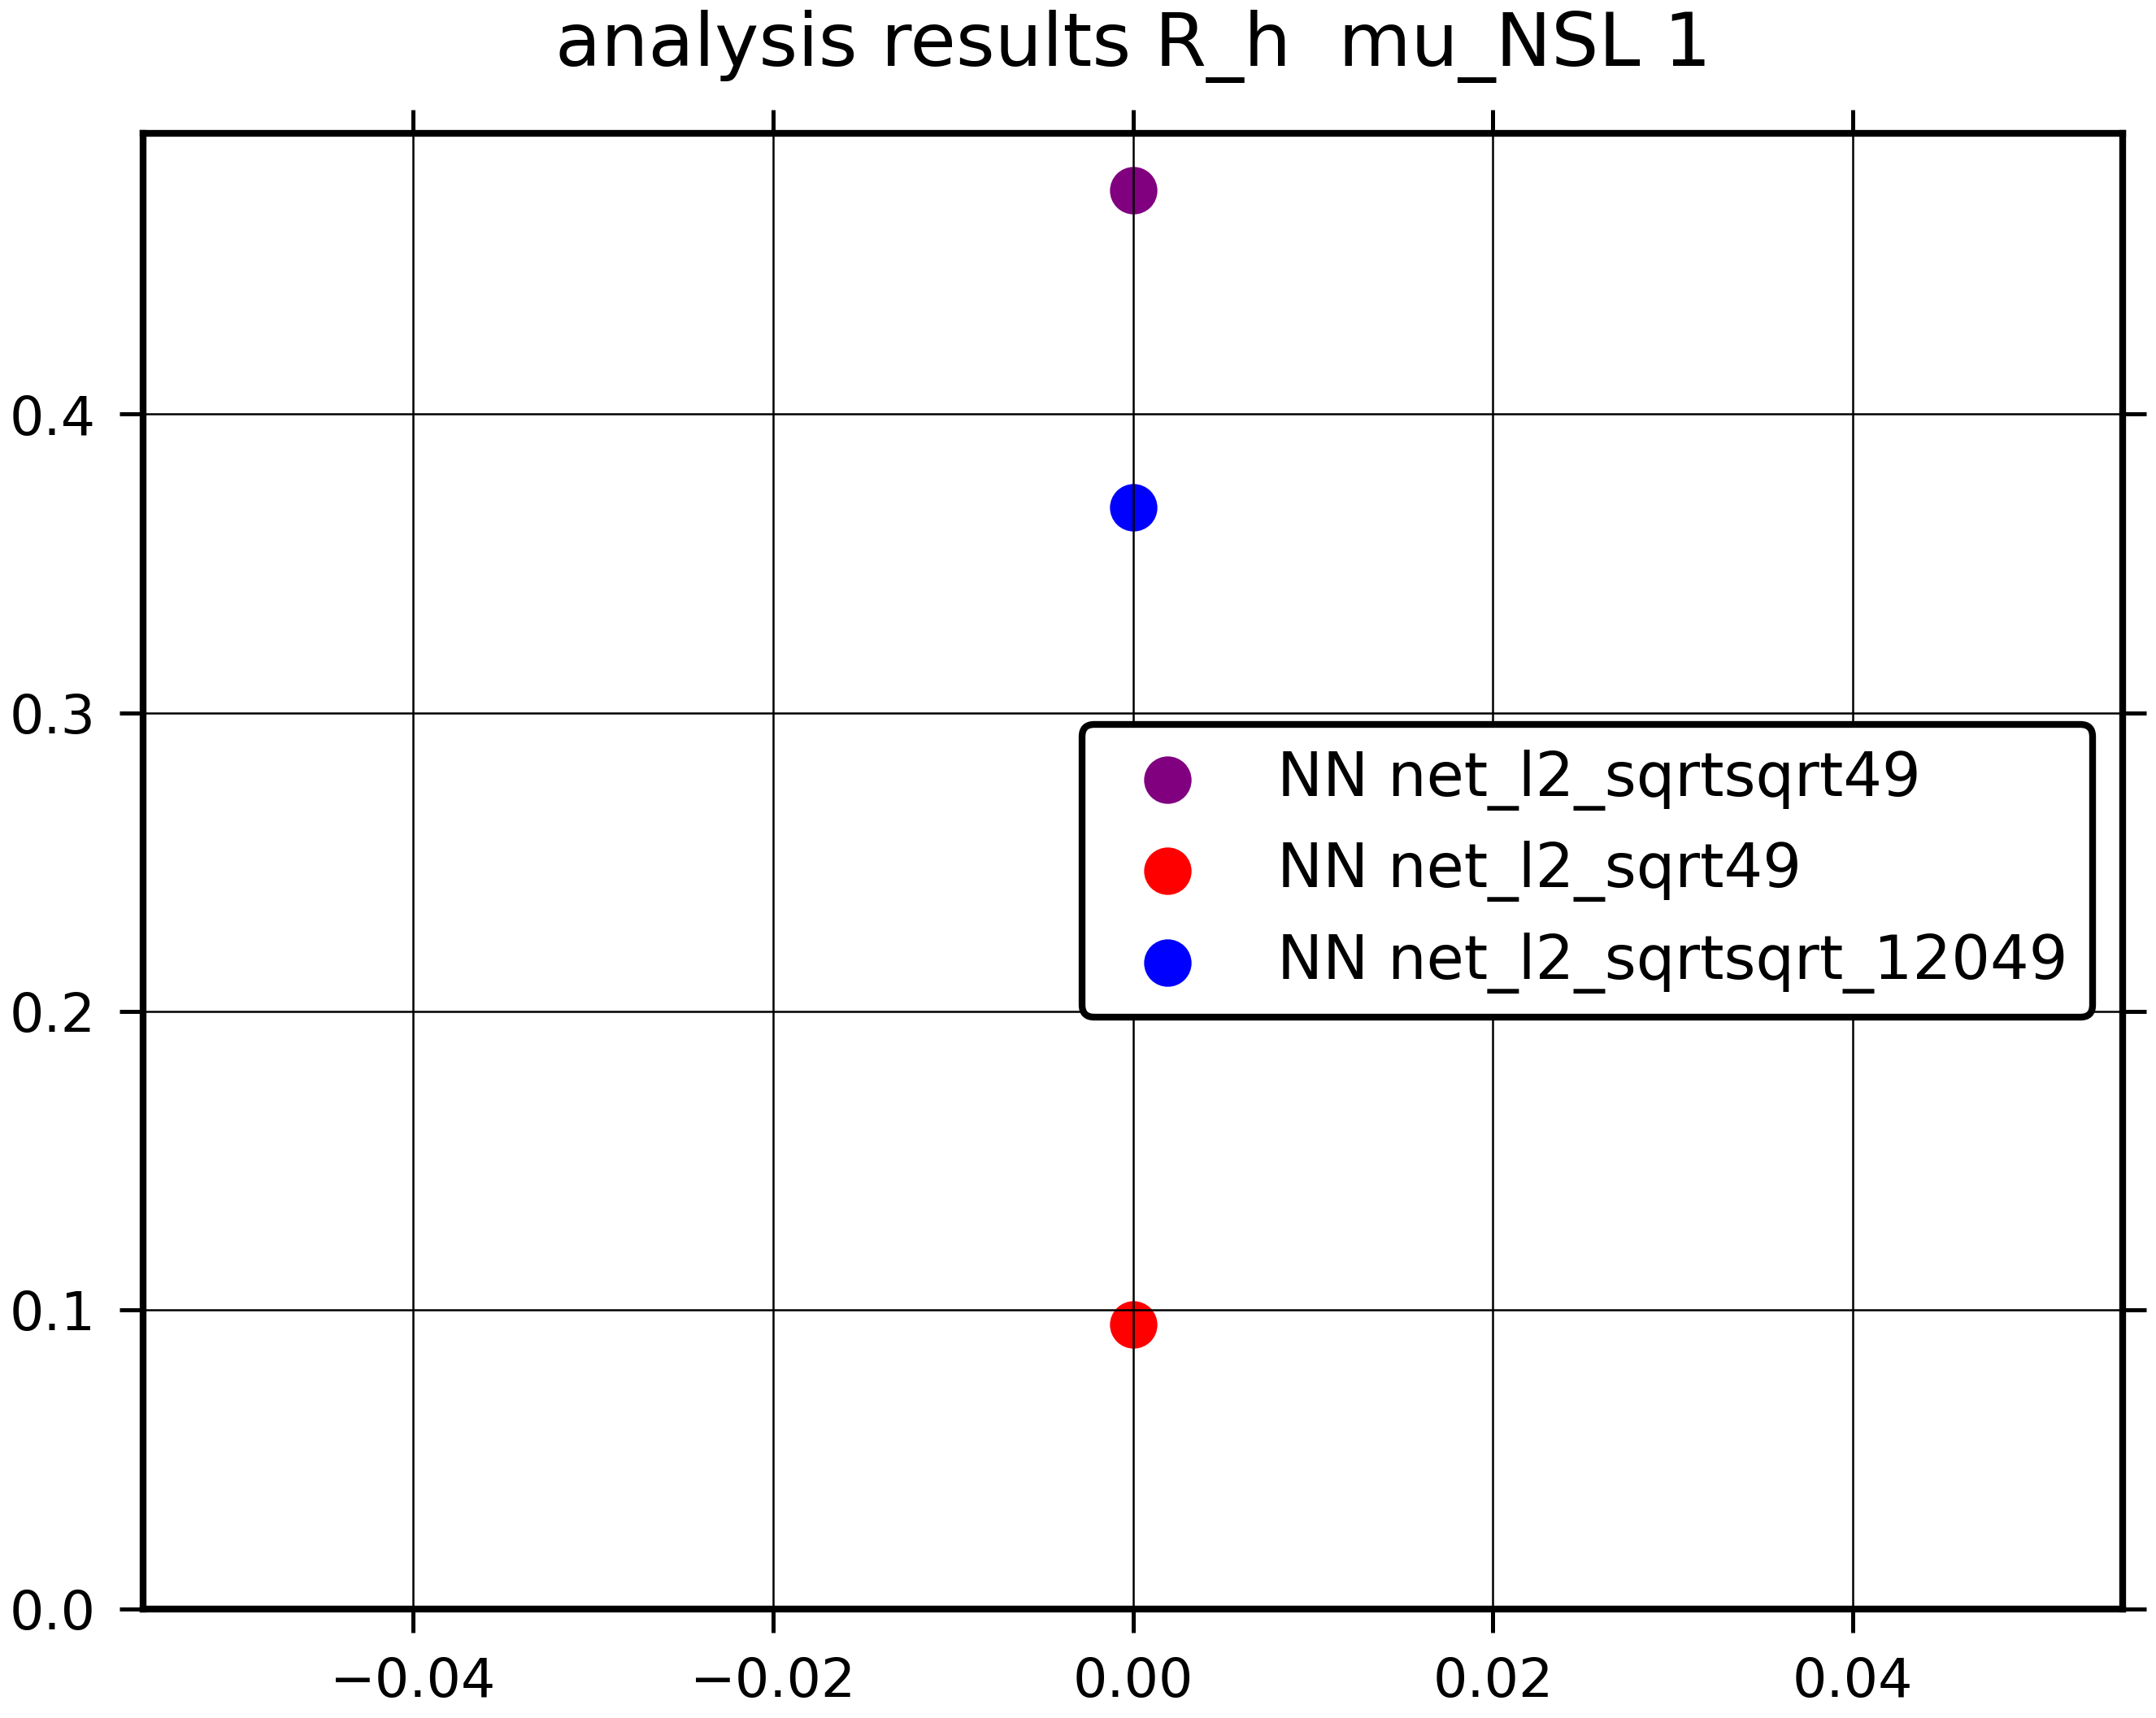 analysis results R_h  mu_NSL 1
0.4
0.3
0.2
0.1
0.0
NN net_l2_sqrtsqrt49
NN net_l2_sqrt49
NN net_l2_sqrtsqrt_12049
−0.04 −0.02 0.00 0.02 0.04